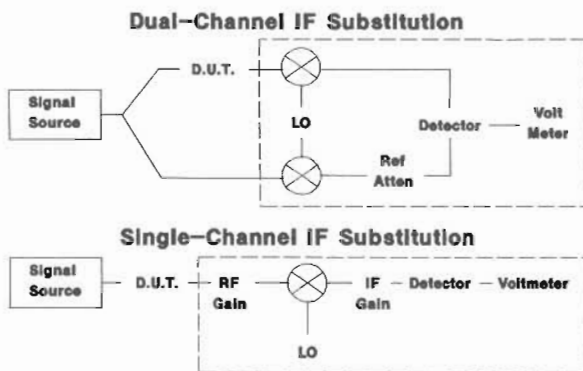 Dual-Channel IF Substitution
D.U.T.
Signal
Source
LO
Detector
Volt
Meter
Ref
Atten
Single-Channel IF Substitution
Signal
Source
D.U.T.
RF
Gain
IF
Gain
Detector
Voltmeter
LO